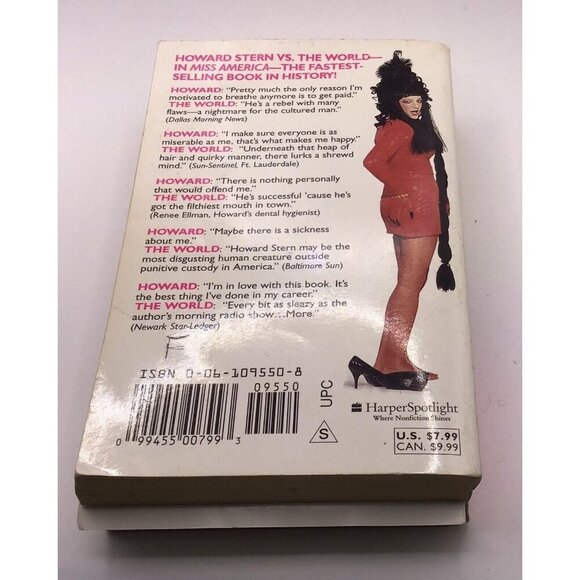 HOWARD STERN VS. THE WORLD—
IN MISS AMERICA—THE FASTEST-
SELLING BOOK IN HISTORY!
HOWARD: "Pretty much the only reason I'm
motivated to breathe anymore is to get paid."
THE WORLD: "He's a rebel with many
flaws—a nightmare for the cultured man."
(Dallas Morning News)
HOWARD: "I make sure everyone is as
miserable as me, that's what makes me happy."
THE WORLD: "Underneath that heap of
hair and quirky manner, there lurks a shrewd
mind." (Sun-Sentinel, Ft. Lauderdale)
HOWARD: "There is nothing personally
that would offend me."
THE WORLD: "He's successful 'cause he's
got the filthiest mouth in town."
(Renee Ellman, Howard's dental hygienist)
HOWARD: "Maybe there is a sickness
about me."
THE WORLD: "Howard Stern may be the
most disgusting human creature outside
punitive custody in America." (Baltimore Sun)
HOWARD: "I'm in love with this book. It's
the best thing I've done in my career."
THE WORLD: "Every bit as sleazy as the
author's morning radio show...More."
(Newark Star-Ledger)
F
ISBN 0-06-109550-8
09550
0 99455 00799 3
UPC
S
HarperSpotlight
Where Nonfiction Shines
U.S. $7.99
CAN. $9.99